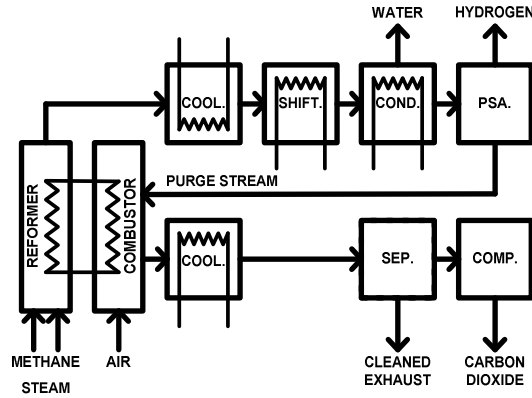 WATER
HYDROGEN
COOL.
SHIFT.
COND.
PSA.
REFORMER
COMBUSTOR
PURGE STREAM
COOL.
SEP.
COMP.
METHANE
STEAM
AIR
CLEANED
EXHAUST
CARBON
DIOXIDE